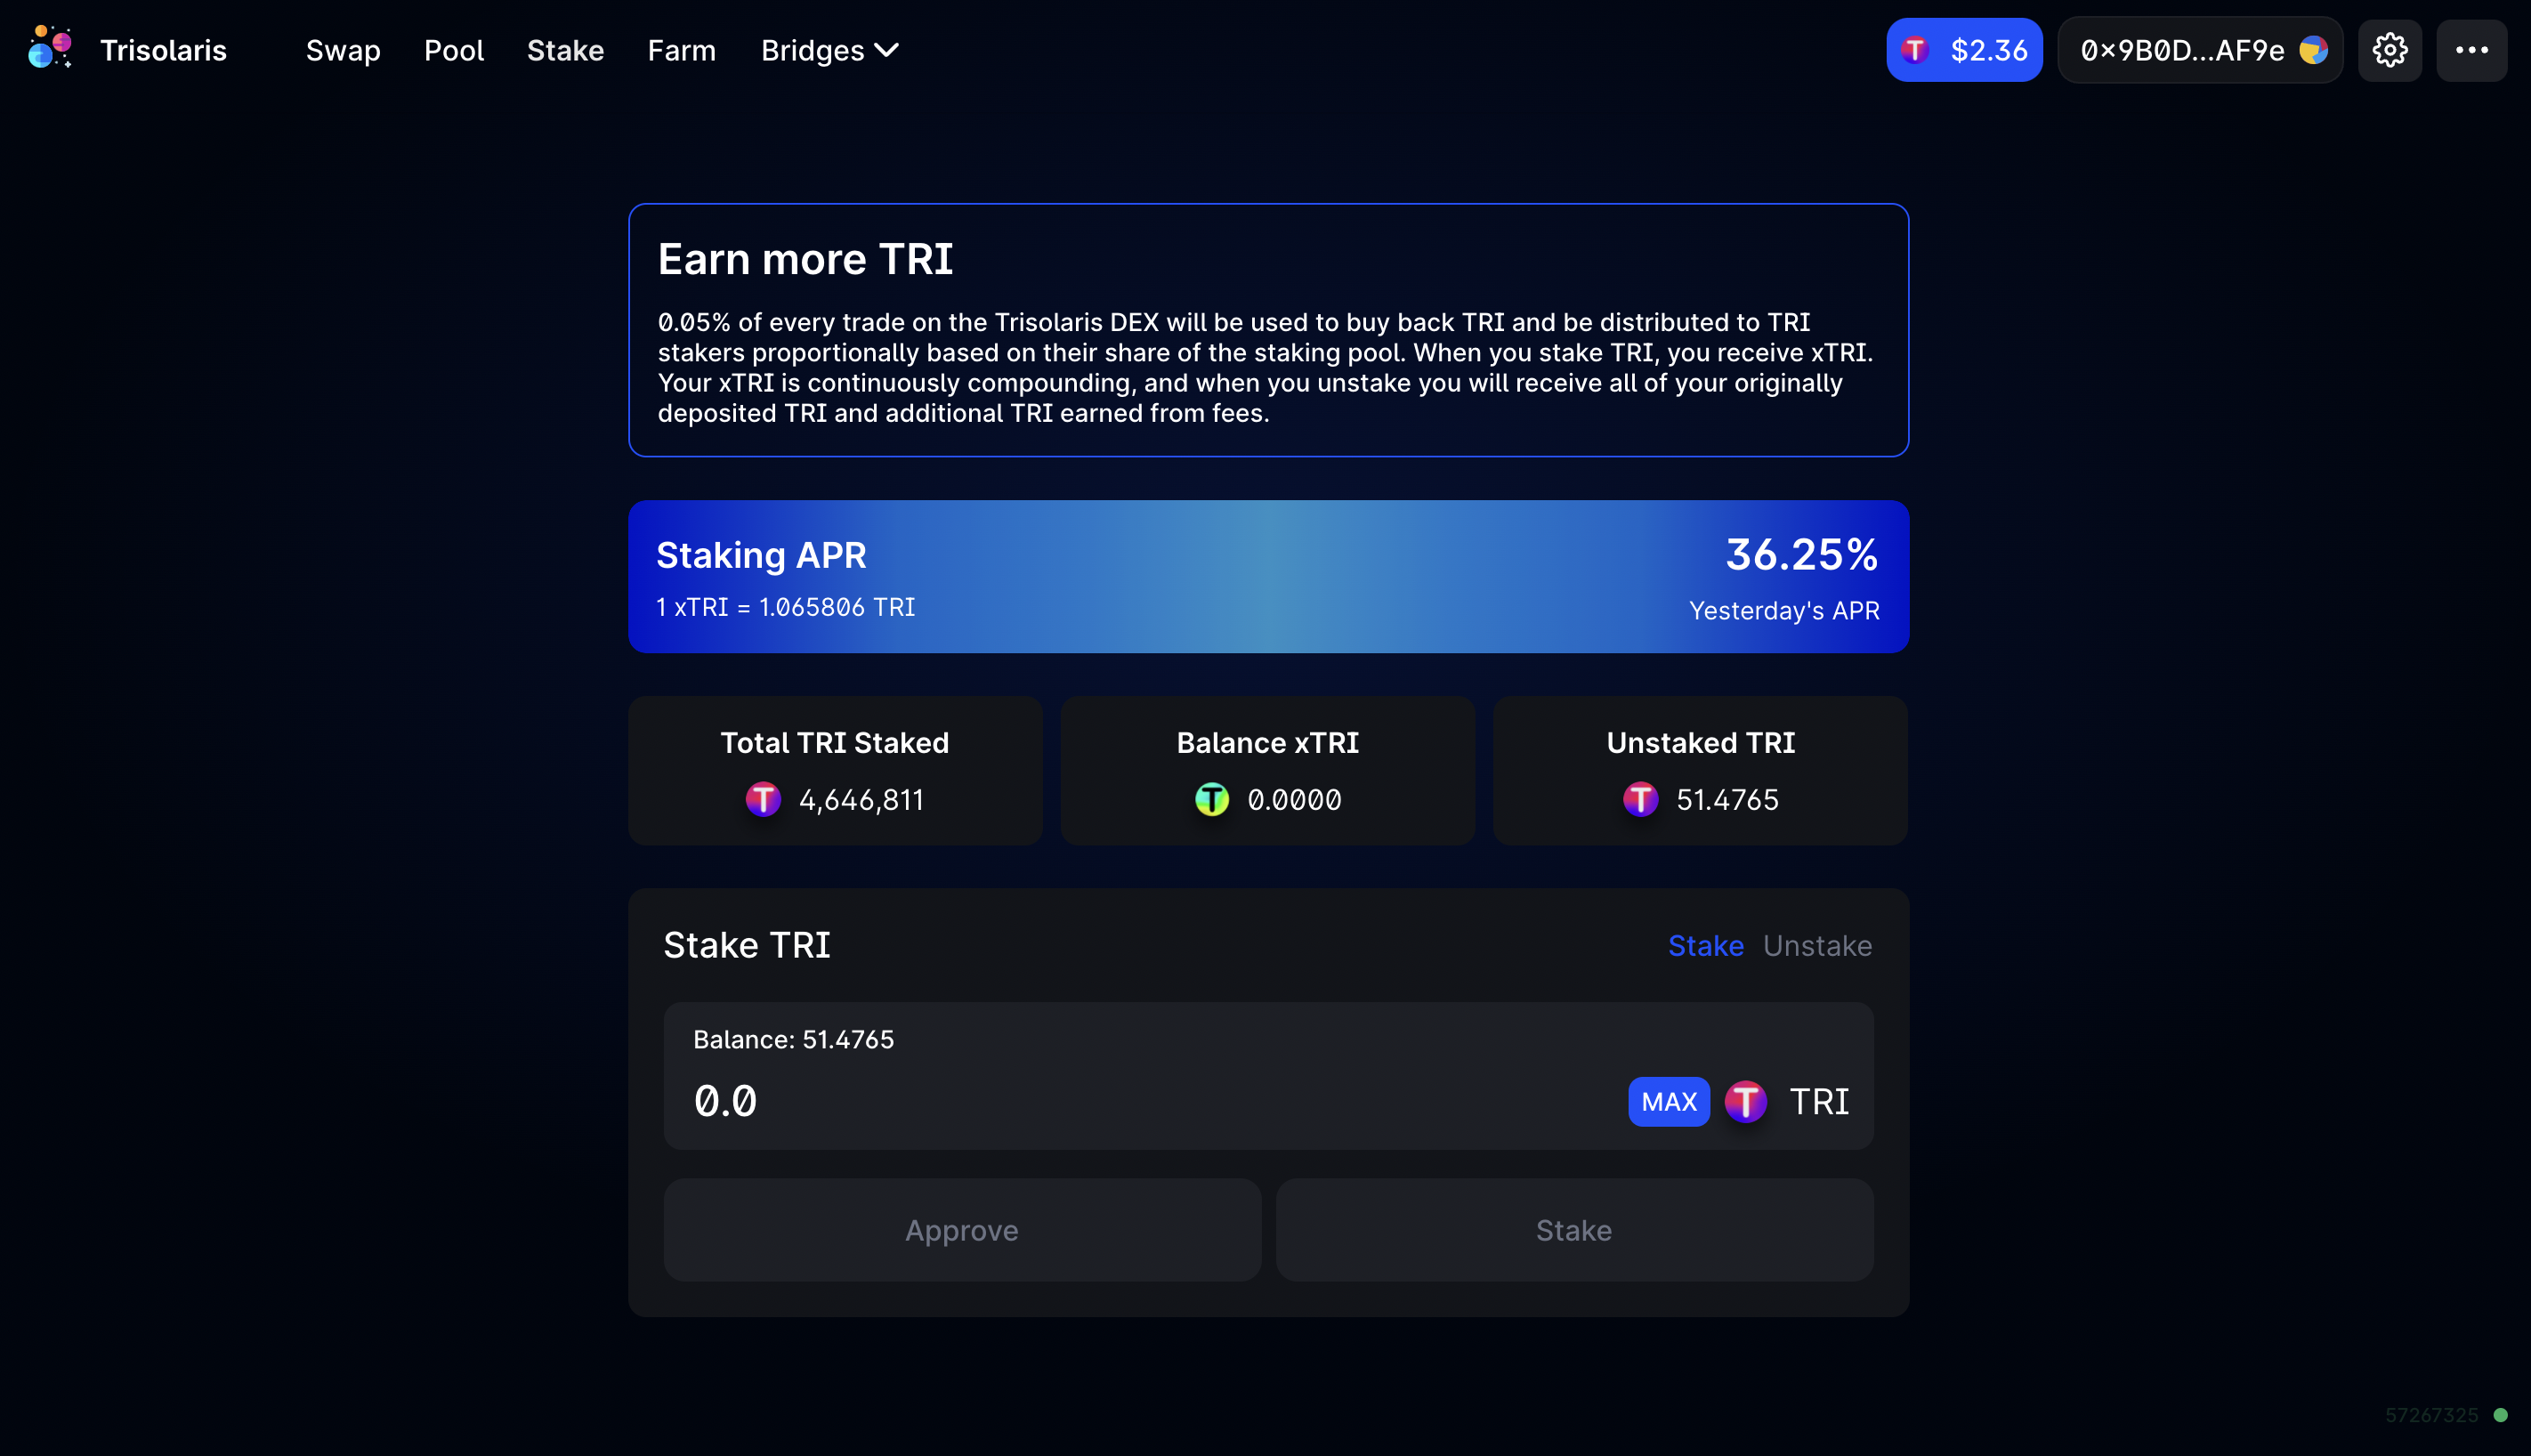 Trisolaris
Swap
Pool
Stake
Farm
Bridges
T
$2.36
0x9B0D...AF9e
Earn more TRI
0.05% of every trade on the Trisolaris DEX will be used to buy back TRI and be distributed to TRI
stakers proportionally based on their share of the staking pool. When you stake TRI, you receive xTRI.
Your xTRI is continuously compounding, and when you unstake you will receive all of your originally
deposited TRI and additional TRI earned from fees.
Staking APR
36.25%
1 xTRI = 1.065806 TRI
Yesterday's APR
Total TRI Staked
T 4,646,811
Balance xTRI
T 0.0000
Unstaked TRI
T 51.4765
Stake TRI
Stake Unstake
Balance: 51.4765
0.0
MAX T TRI
Approve
Stake
57267325